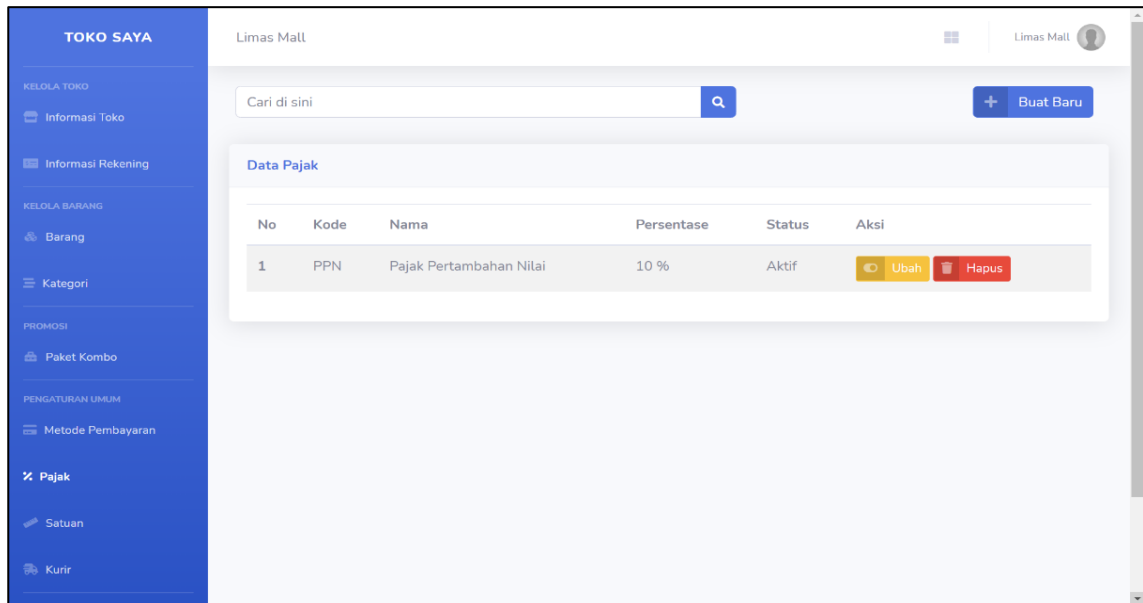 TOKO SAYA
KELOLA TOKO
Informasi Toko
Informasi Rekening
KELOLA BARANG
Barang
Kategori
PROMOSI
Paket Kombo
PENGATURAN UMUM
Metode Pembayaran
Pajak
Satuan
Kurir
Limas Mall
Limas Mall
Cari di sini
Buat Baru
Data Pajak
No Kode Nama Persentase Status Aksi
1 PPN Pajak Pertambahan Nilai 10 % Aktif Ubah Hapus